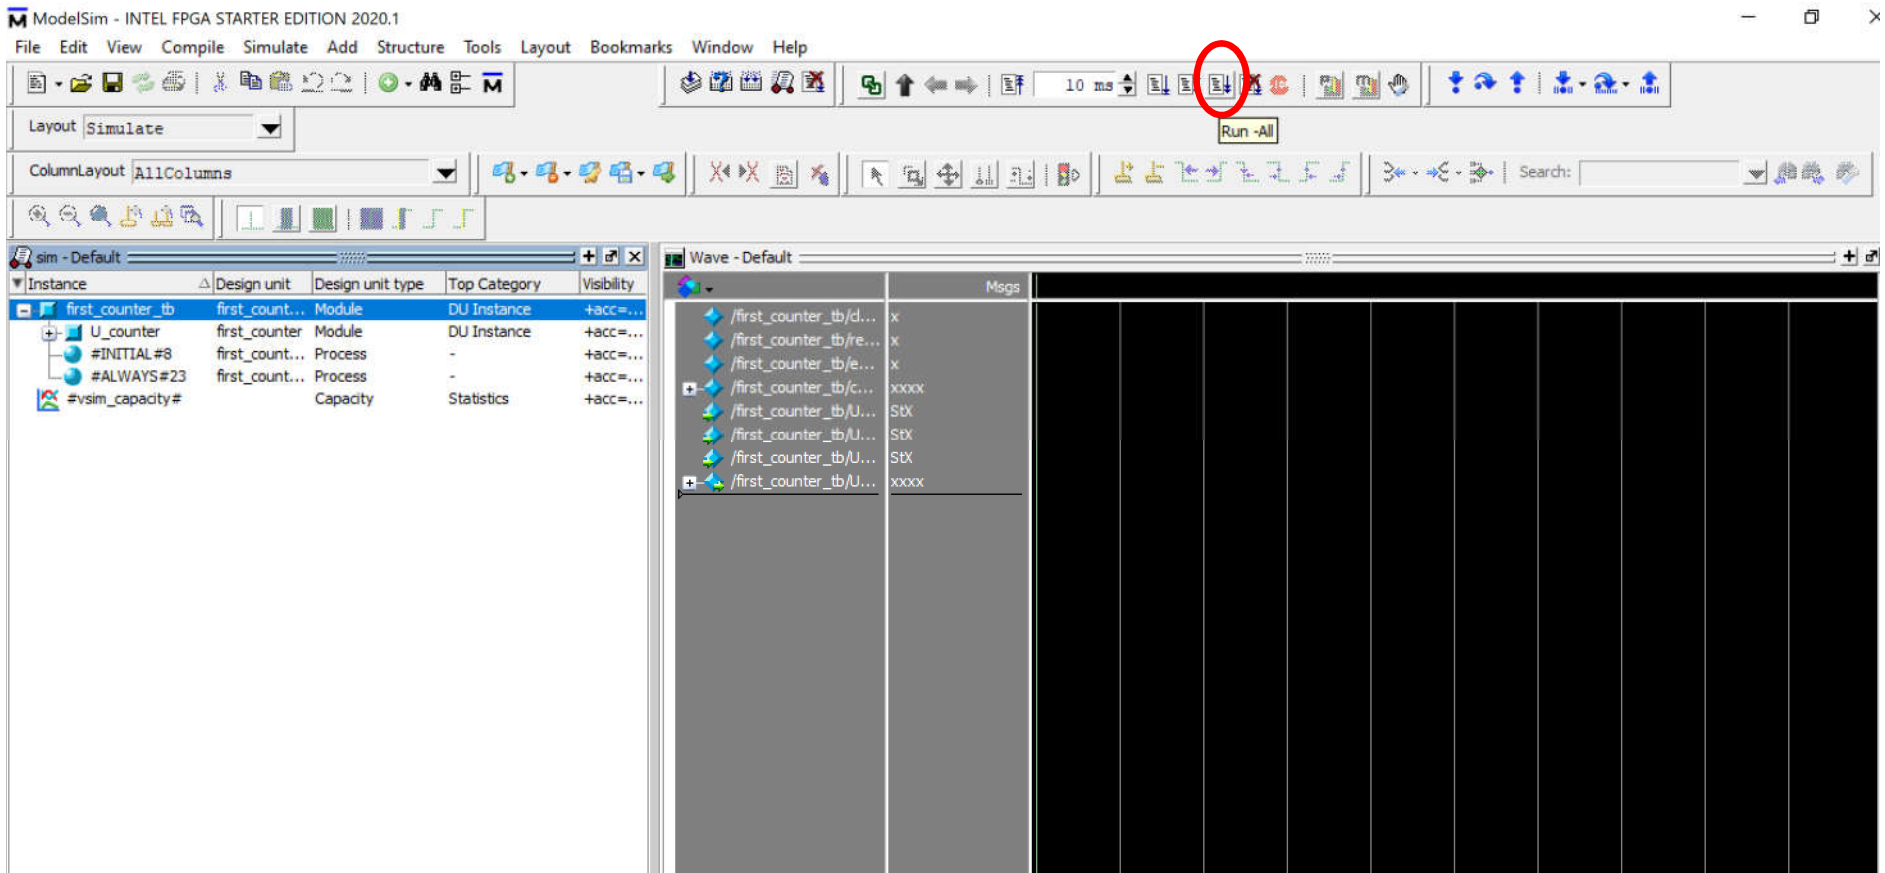 ModelSim - INTEL FPGA STARTER EDITION 2020.1
File Edit View Compile Simulate Add Structure Tools Layout Bookmarks Window Help
10 ms
Layout Simulate
Run -All
ColumnLayout AllColumns
Search:
sim - Default
Wave - Default
Instance Design unit Design unit type Top Category Visibility
Msgs
first_counter_tb first_count... Module DU Instance +acc=...
U_counter first_counter Module DU Instance +acc=...
#INITIAL#8 first_count... Process - +acc=...
#ALWAYS#23 first_count... Process - +acc=...
#vsim_capacity# Capacity Statistics +acc=...
/first_counter_tb/cl... x
/first_counter_tb/re... x
/first_counter_tb/e... x
/first_counter_tb/c... xxxx
/first_counter_tb/U... StX
/first_counter_tb/U... StX
/first_counter_tb/U... StX
/first_counter_tb/U... xxxx